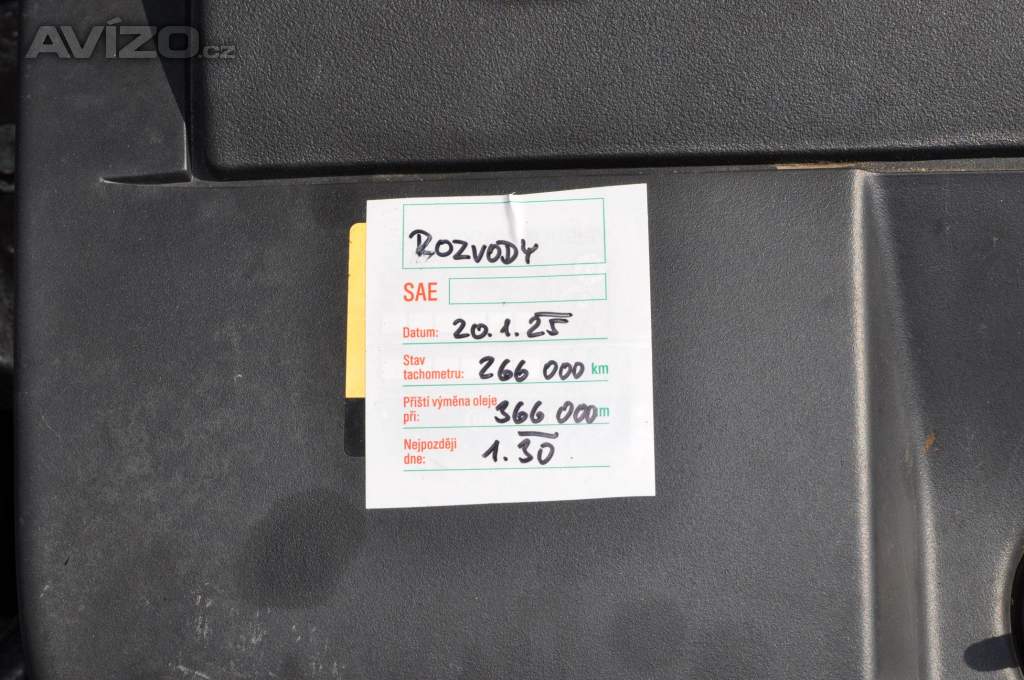 AVÍZO.cz
ROZVODY
SAE
Datum: 20.1.25
Stav
tachometru: 266 000 km
Příští výměna oleje
při: 366 000 km
Nejpozději
dne: 1.30